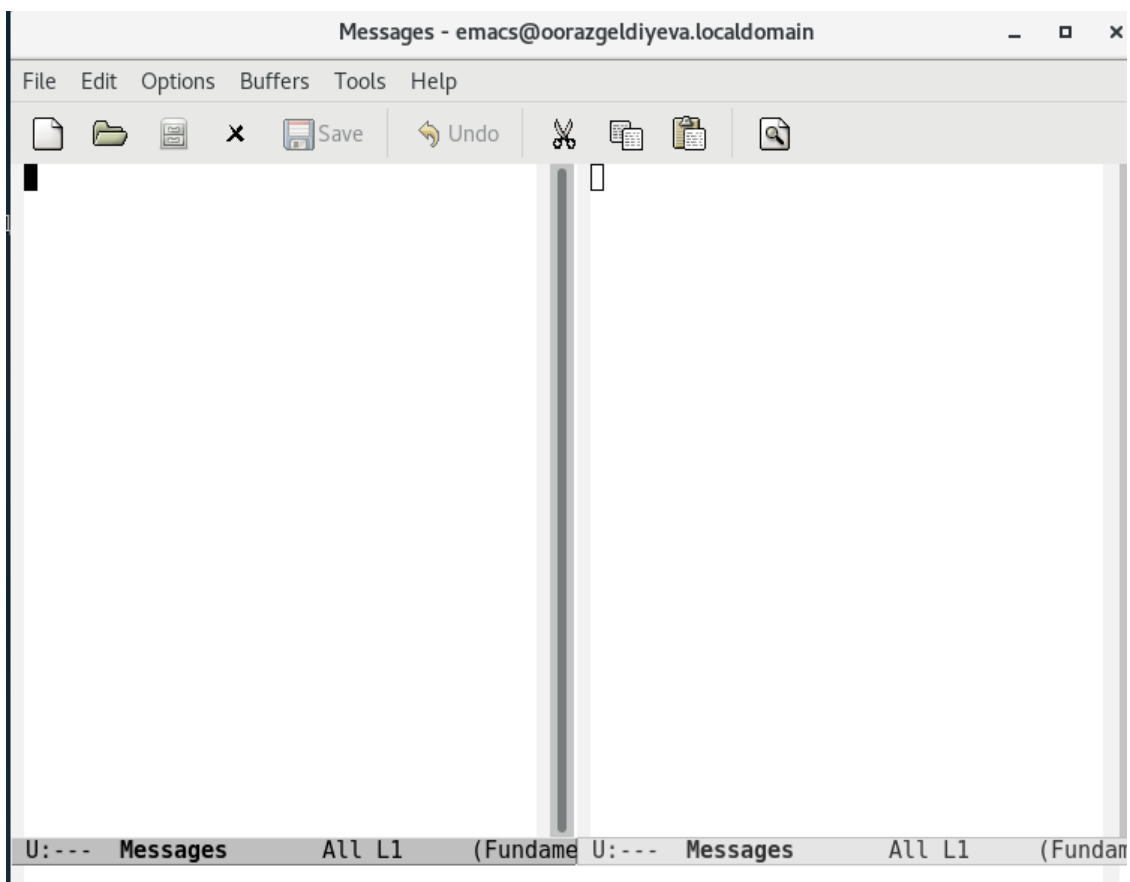 Messages - emacs@oorazgeldiyeva.localdomain
File Edit Options Buffers Tools Help
Save Undo
U:--- Messages All L1 (Fundame U:--- Messages All L1 (Fundam